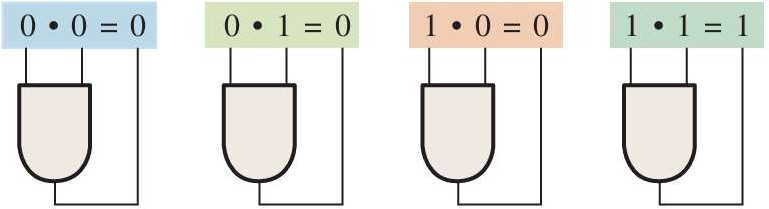 0 • 0 = 0
0 • 1 = 0
1 • 0 = 0
1 • 1 = 1